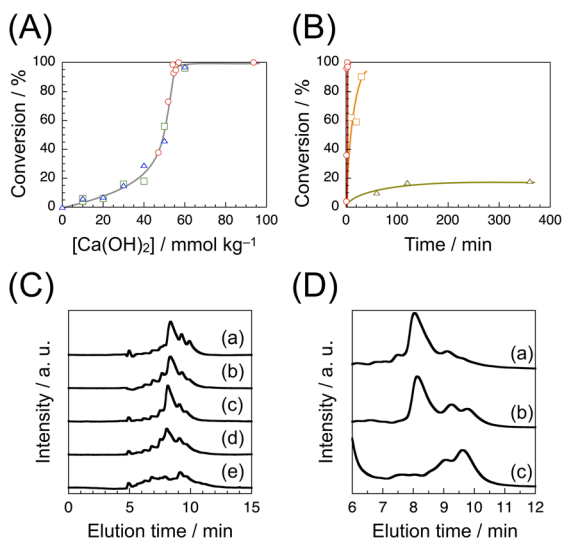 (A)
Conversion / %
100
80
60
40
20
0
0 20 40 60 80 100
[Ca(OH)₂] / mmol kg⁻¹
(B)
Conversion / %
100
80
60
40
20
0
0 200 400
Time / min
(C)
Intensity / a. u.
(a)
(b)
(c)
(d)
(e)
0 5 10 15
Elution time / min
(D)
Intensity / a. u.
(a)
(b)
(c)
6 7 8 9 10 11 12
Elution time / min